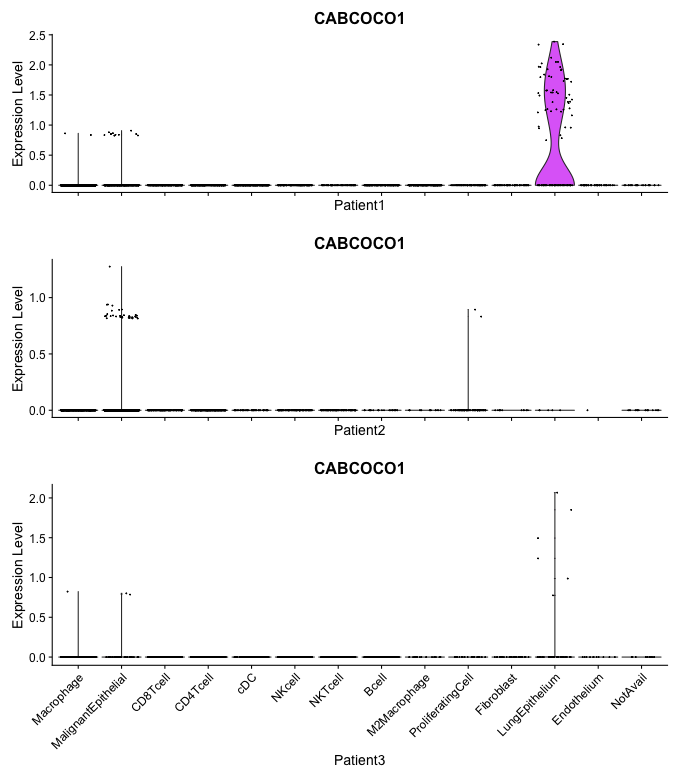 CABCOCO1
Expression Level
2.5
2.0
1.5
1.0
0.5
0.0
Patient1
CABCOCO1
Expression Level
1.0
0.5
0.0
Patient2
CABCOCO1
Expression Level
2.0
1.5
1.0
0.5
0.0
Macrophage
MalignantEpithelial
CD8Tcell
CD4Tcell
cDC
NKcell
NKTcell
Bcell
M2Macrophage
ProliferatingCell
Fibroblast
LungEpithelium
Endothelium
NotAvail
Patient3